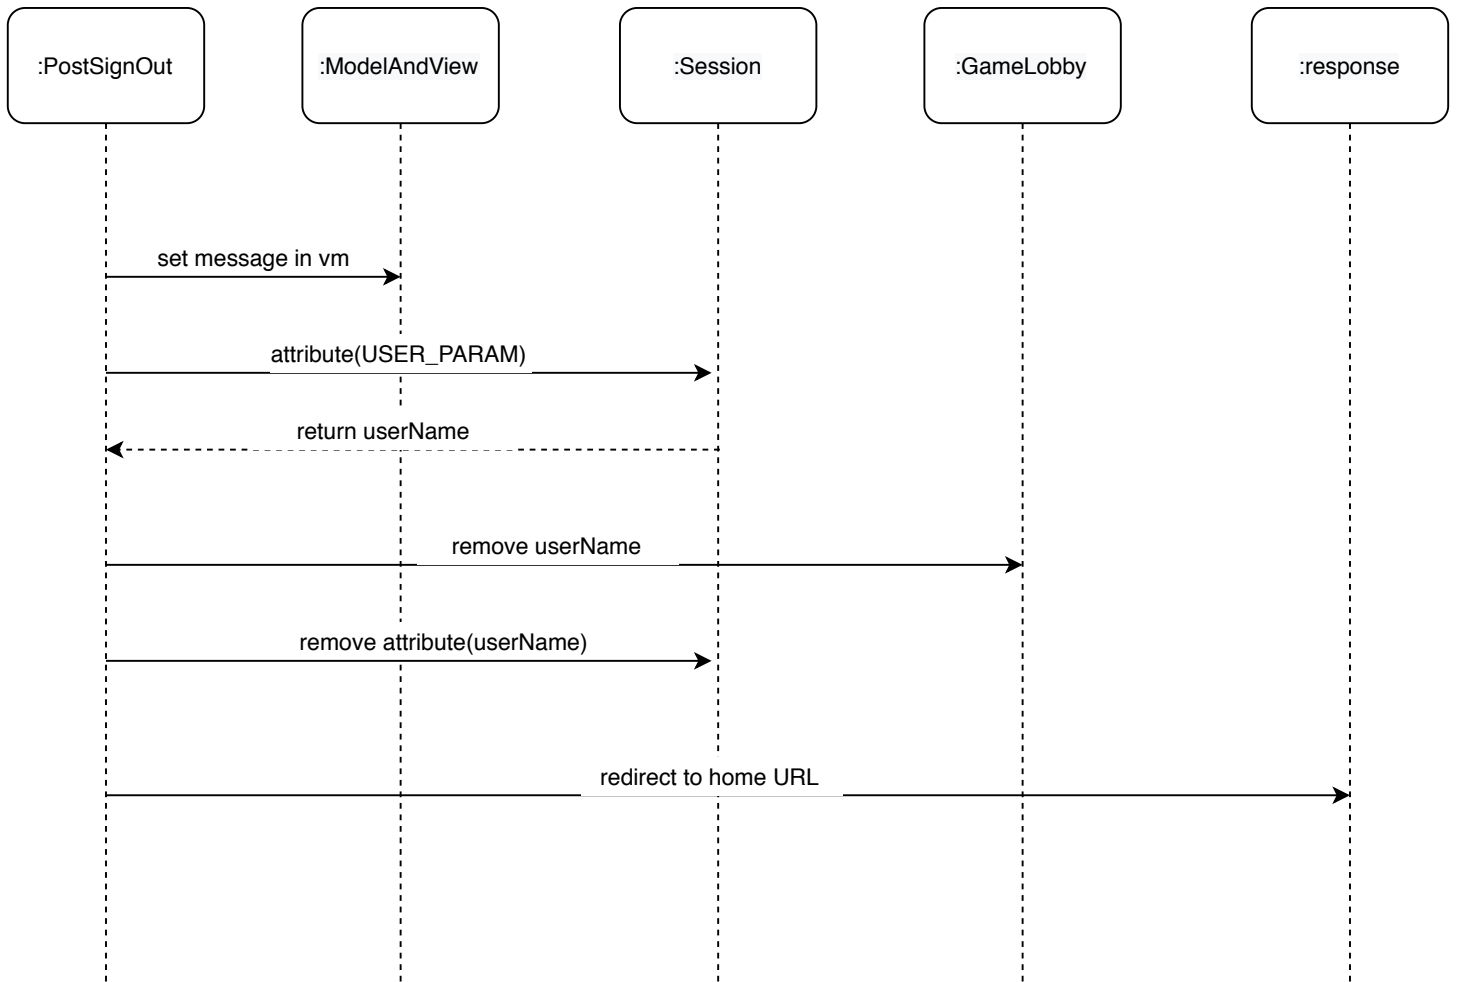 :PostSignOut
:ModelAndView
:Session
:GameLobby
:response
set message in vm
attribute(USER_PARAM)
return userName
remove userName
remove attribute(userName)
redirect to home URL